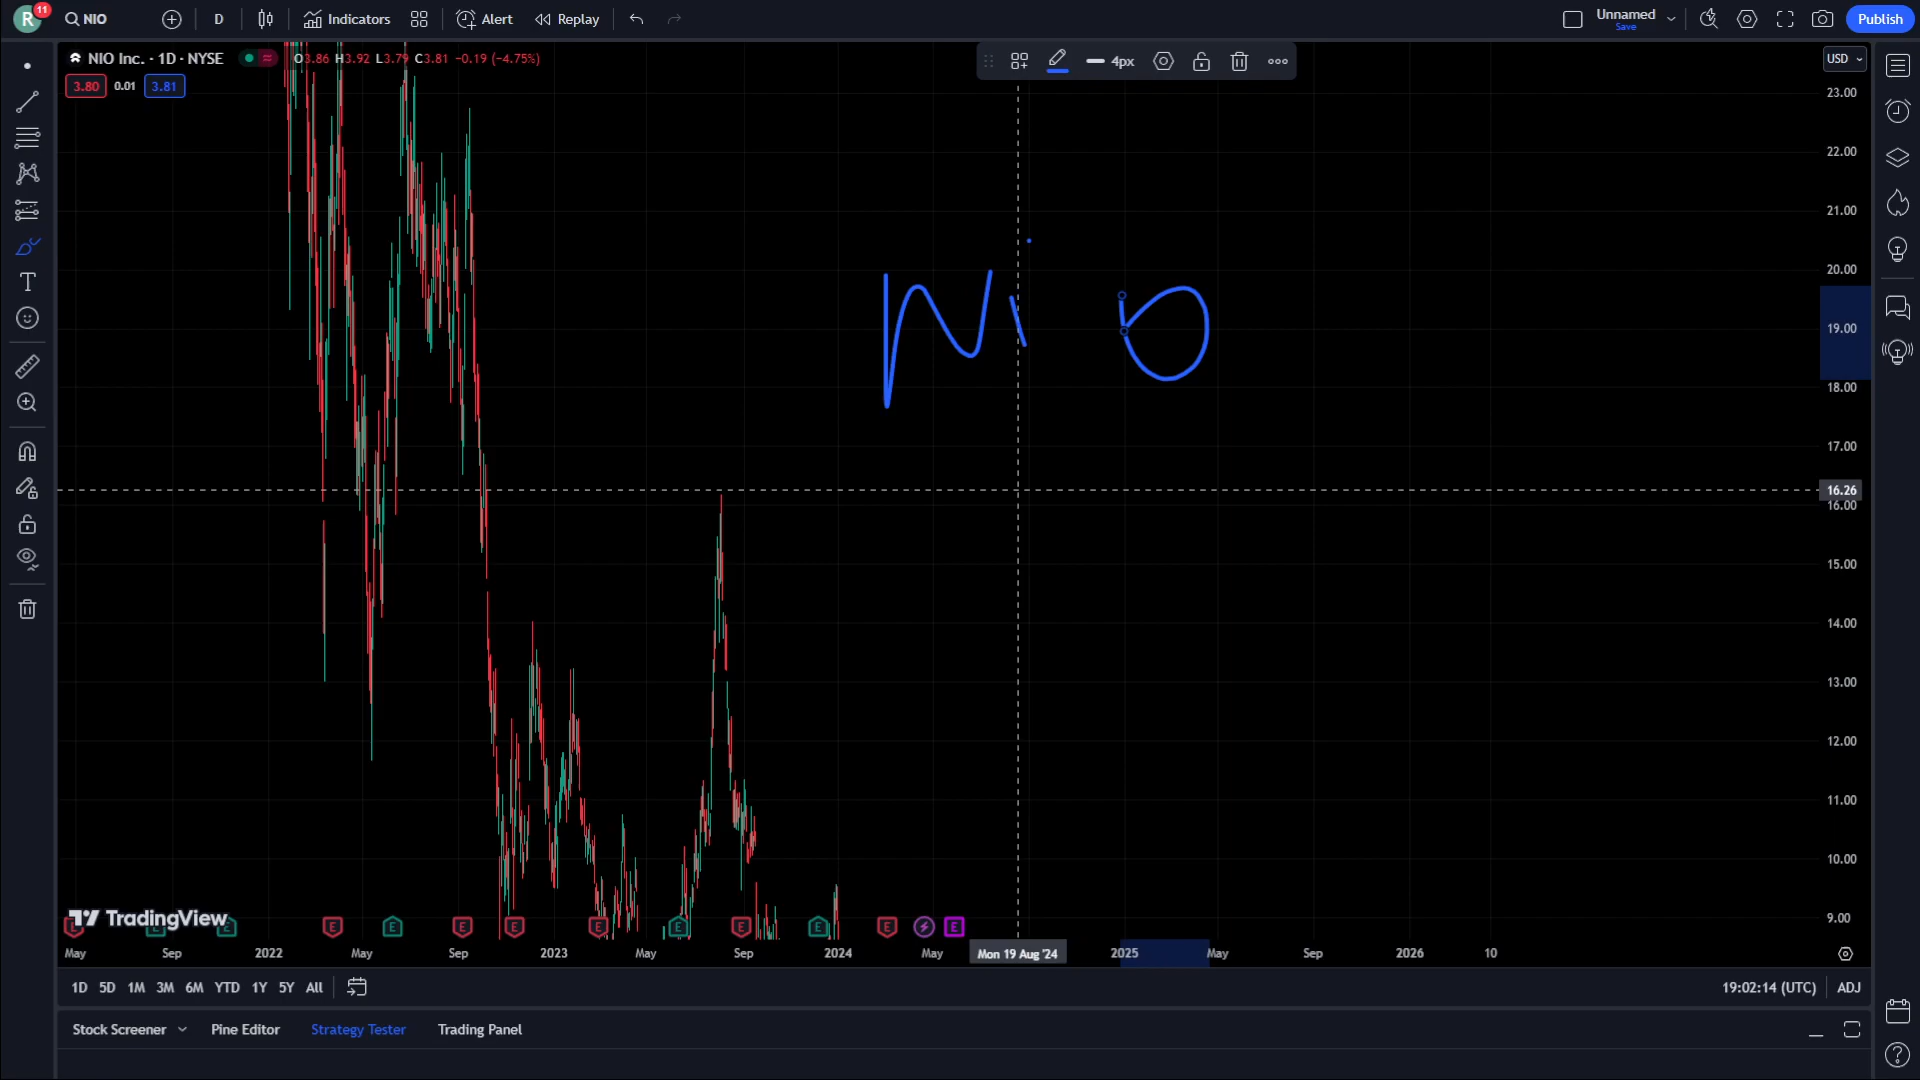 R 11 NIO D Indicators Alert Replay Unnamed Save Publish
NIO Inc. · 1D · NYSE O3.86 H3.92 L3.79 C3.81 −0.19 (−4.75%)
3.80 0.01 3.81
4px
USD
23.00
22.00
21.00
20.00
19.00
18.00
17.00
16.26
16.00
15.00
14.00
13.00
12.00
11.00
10.00
9.00
Nio
TradingView
E E E E E E E E E E E E E E
May Sep 2022 May Sep 2023 May Sep 2024 May Mon 19 Aug '24 2025 May Sep 2026 10
1D 5D 1M 3M 6M YTD 1Y 5Y All 19:02:14 (UTC) ADJ
Stock Screener Pine Editor Strategy Tester Trading Panel